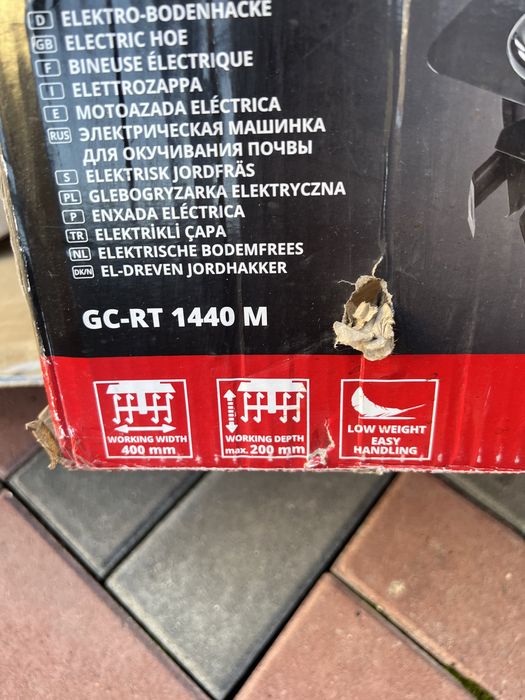 D ELEKTRO-BODENHACKE
GB ELECTRIC HOE
F BINEUSE ÉLECTRIQUE
I ELETTROZAPPA
E MOTOAZADA ELÉCTRICA
RUS ЭЛЕКТРИЧЕСКАЯ МАШИНКА
ДЛЯ ОКУЧИВАНИЯ ПОЧВЫ
S ELEKTRISK JORDFRÄS
PL GLEBOGRYZARKA ELEKTRYCZNA
P ENXADA ELÉCTRICA
TR ELEKTRİKLİ ÇAPA
NL ELEKTRISCHE BODEMFREES
DK/N EL-DREVEN JORDHAKKER
GC-RT 1440 M
WORKING WIDTH
400 mm
WORKING DEPTH
max. 200 mm
LOW WEIGHT
EASY
HANDLING